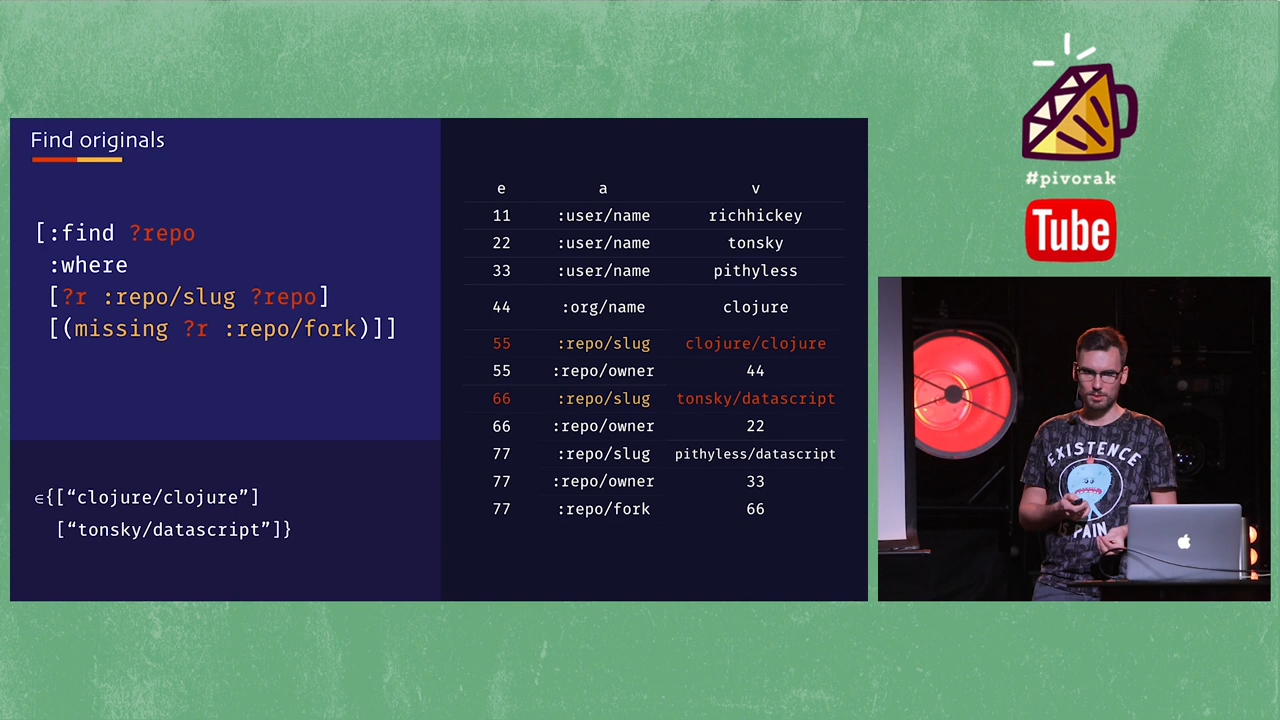 Find originals
[:find ?repo
:where
[?r :repo/slug ?repo]
[(missing ?r :repo/fork)]]
∈{[“clojure/clojure”]
[“tonsky/datascript”]}
e a v
11 :user/name richhickey
22 :user/name tonsky
33 :user/name pithyless
44 :org/name clojure
55 :repo/slug clojure/clojure
55 :repo/owner 44
66 :repo/slug tonsky/datascript
66 :repo/owner 22
77 :repo/slug pithyless/datascript
77 :repo/owner 33
77 :repo/fork 66
#pivorak
Tube
EXISTENCE
IS PAIN